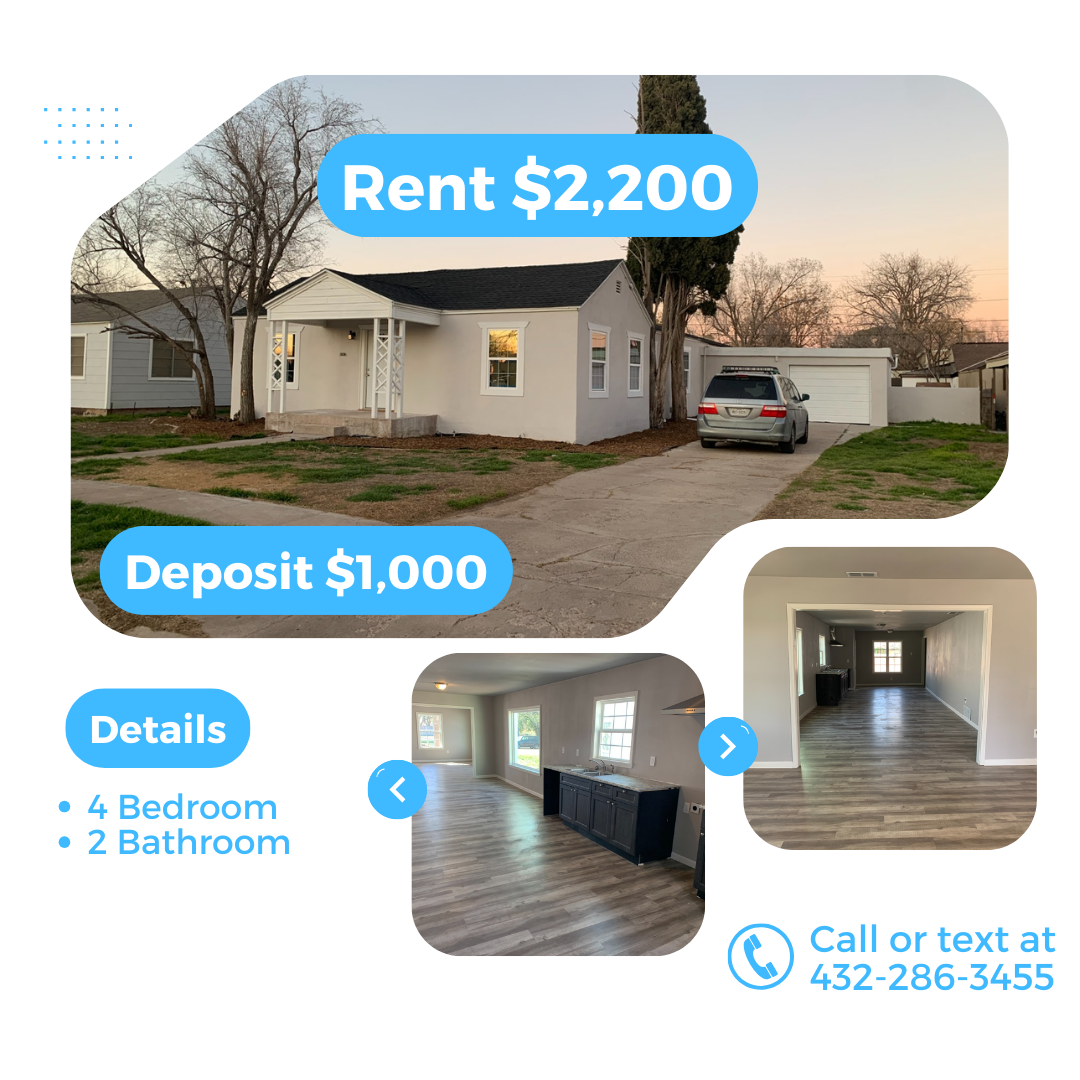 Rent $2,200
Deposit $1,000
Details
• 4 Bedroom
• 2 Bathroom
Call or text at
432-286-3455